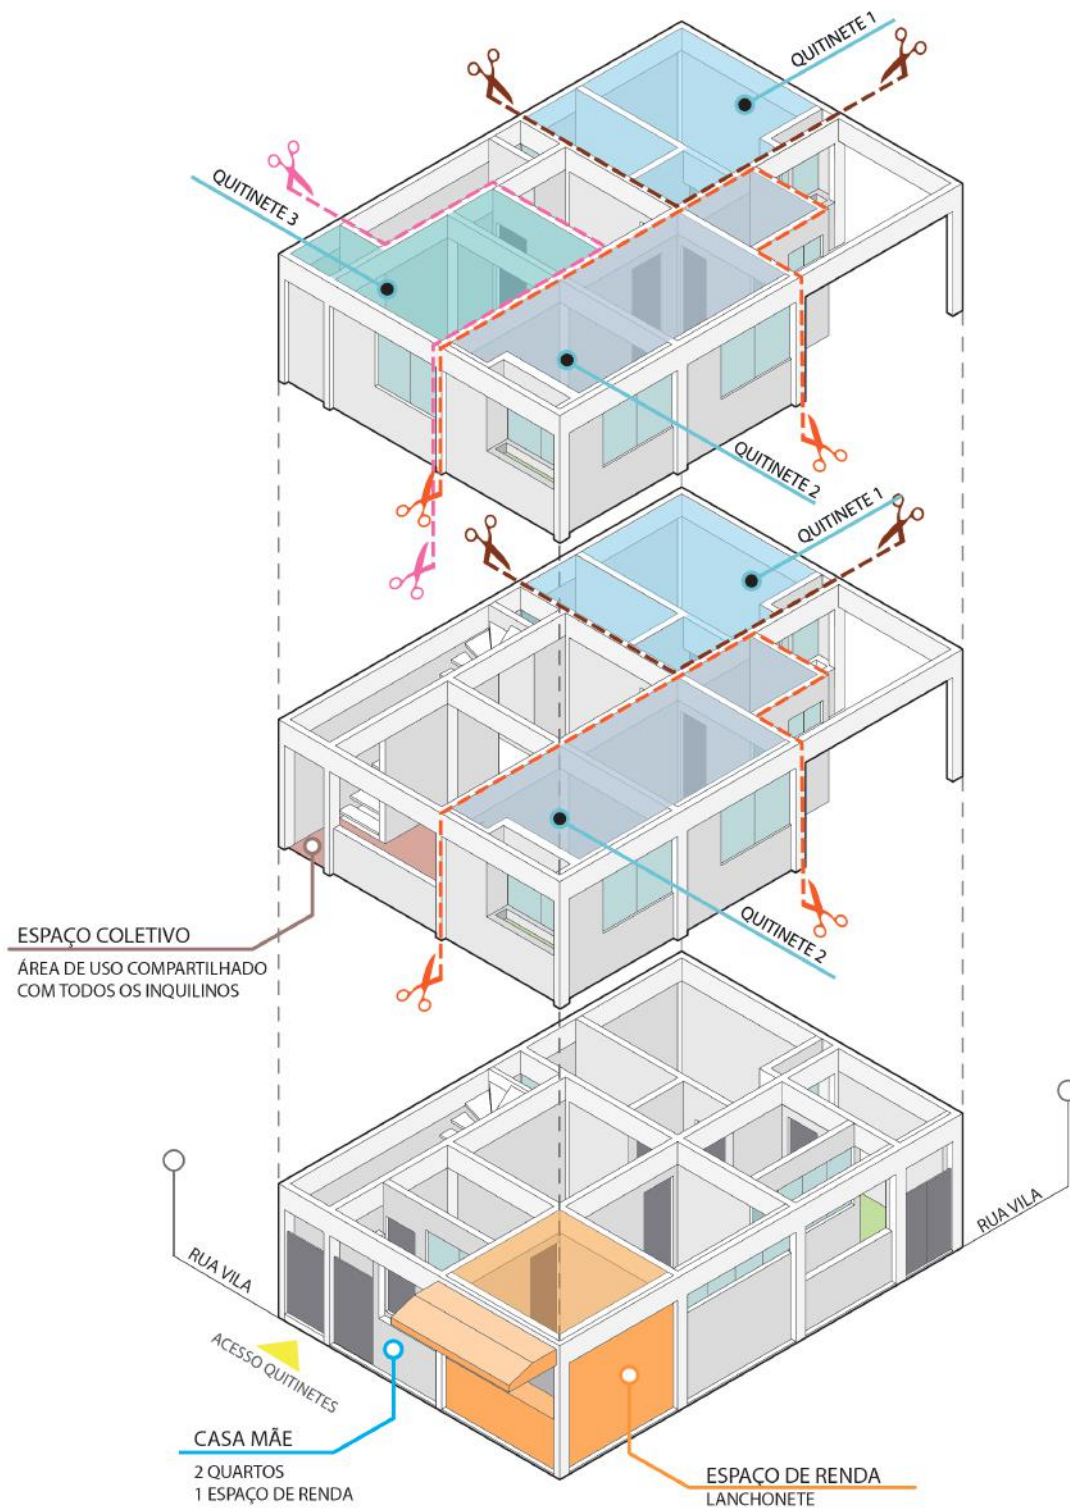 QUITINETE 1
QUITINETE 3
QUITINETE 2
QUITINETE 1
QUITINETE 2
ESPAÇO COLETIVO
ÁREA DE USO COMPARTILHADO
COM TODOS OS INQUILINOS
RUA VILA
RUA VILA
ACESSO QUITINETES
CASA MÃE
2 QUARTOS
1 ESPAÇO DE RENDA
ESPAÇO DE RENDA
LANCHONETE